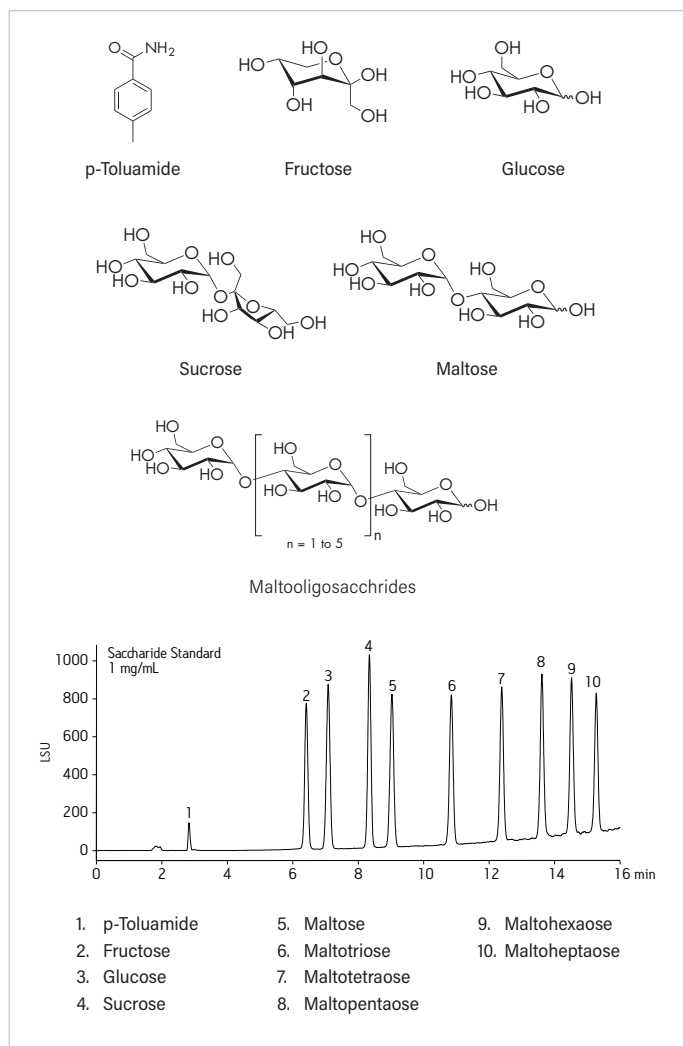 O NH₂ HO O OH
HO OH HO O
HO OH
OH OH HO
p-Toluamide Fructose Glucose
HO HO
HO O HO HO O HO
HO HO O HO HO O
HO O HO O HO OH
OH OH HO
Sucrose Maltose
HO HO
HO O O HO
HO HO O HO O O OH
HO HO
n = 1 to 5 n
Maltooligosacchrides
Saccharide Standard
1 mg/mL
LSU
1000
800
600
400
200
0
1 2 3 4 5 6 7 8 9 10
0 2 4 6 8 10 12 14 16 min
1. p-Toluamide
2. Fructose
3. Glucose
4. Sucrose
5. Maltose
6. Maltotriose
7. Maltotetraose
8. Maltopentaose
9. Maltohexaose
10. Maltoheptaose